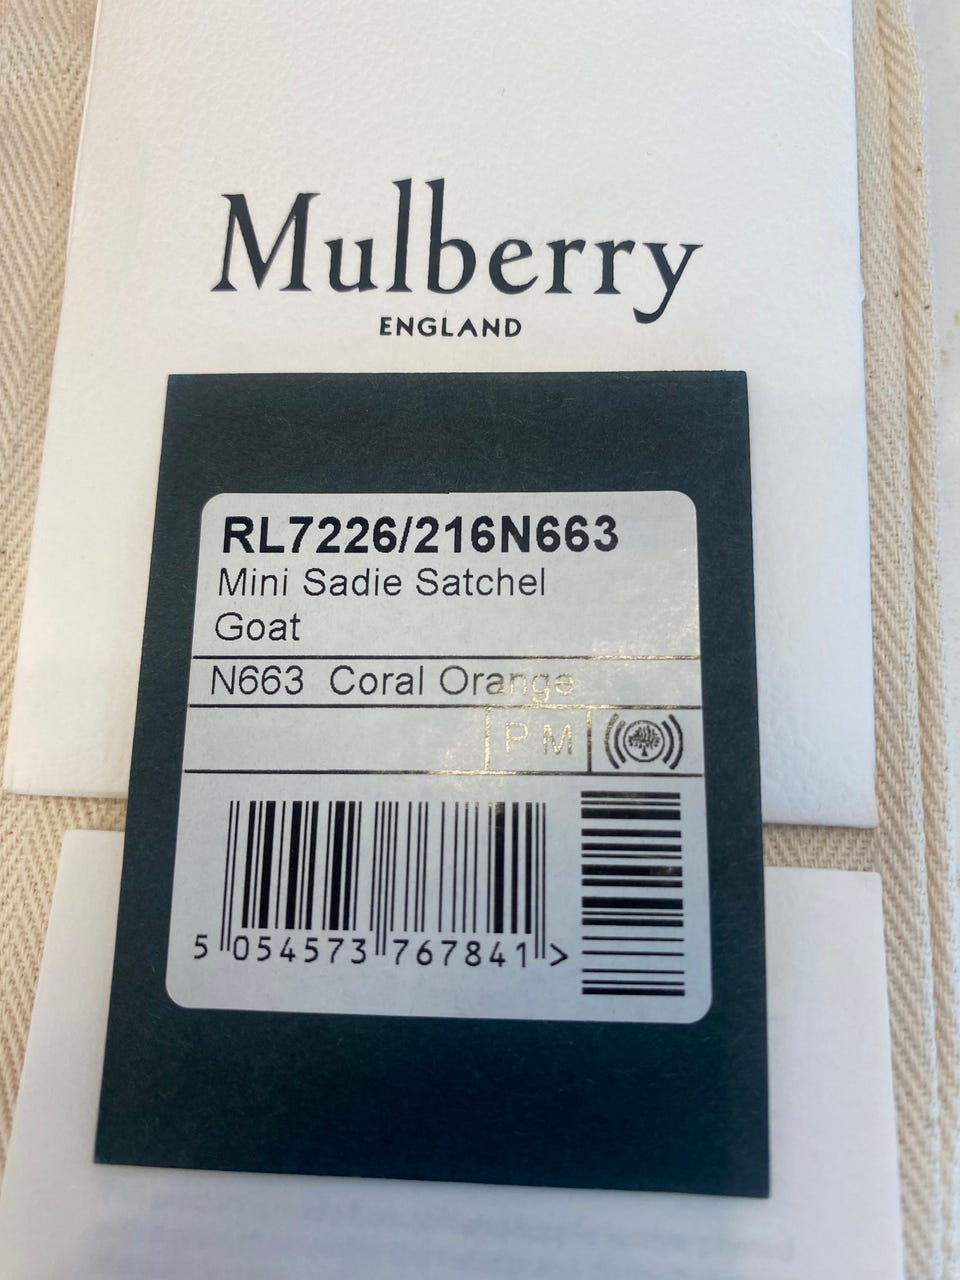 Mulberry
ENGLAND
RL7226/216N663
Mini Sadie Satchel
Goat
N663 Coral Orange
PM
5 054573 767841 >